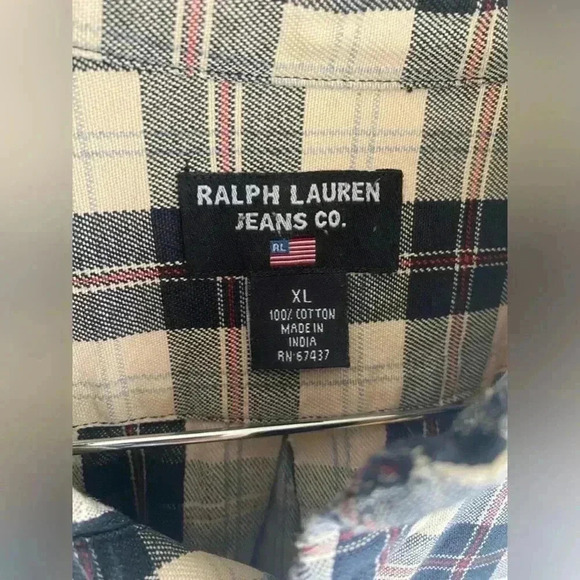 RALPH LAUREN
JEANS CO.
RL
XL
100% COTTON
MADE IN
INDIA
RN 67437